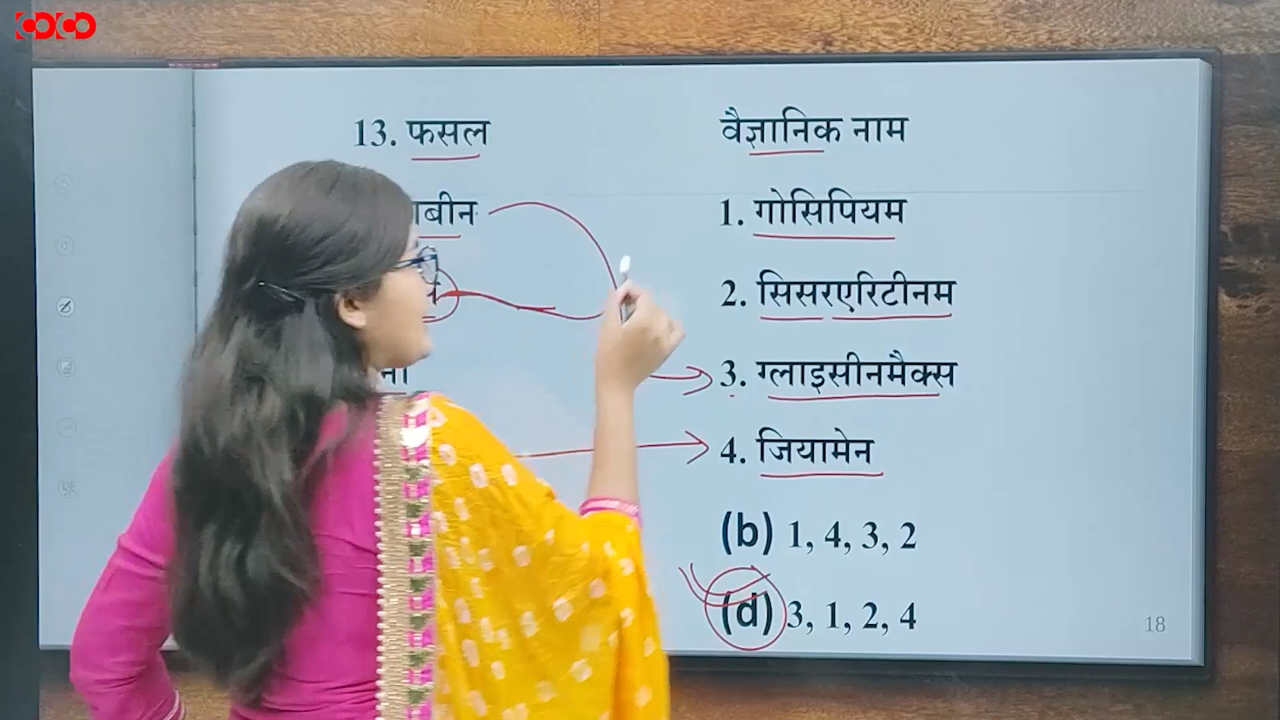 COCO
13. फसल वैज्ञानिक नाम
1. गोसिपियम
2. सिसरएरिटीनम
3. ग्लाइसीनमैक्स
4. जियामेन
(b) 1, 4, 3, 2
(d) 3, 1, 2, 4
18